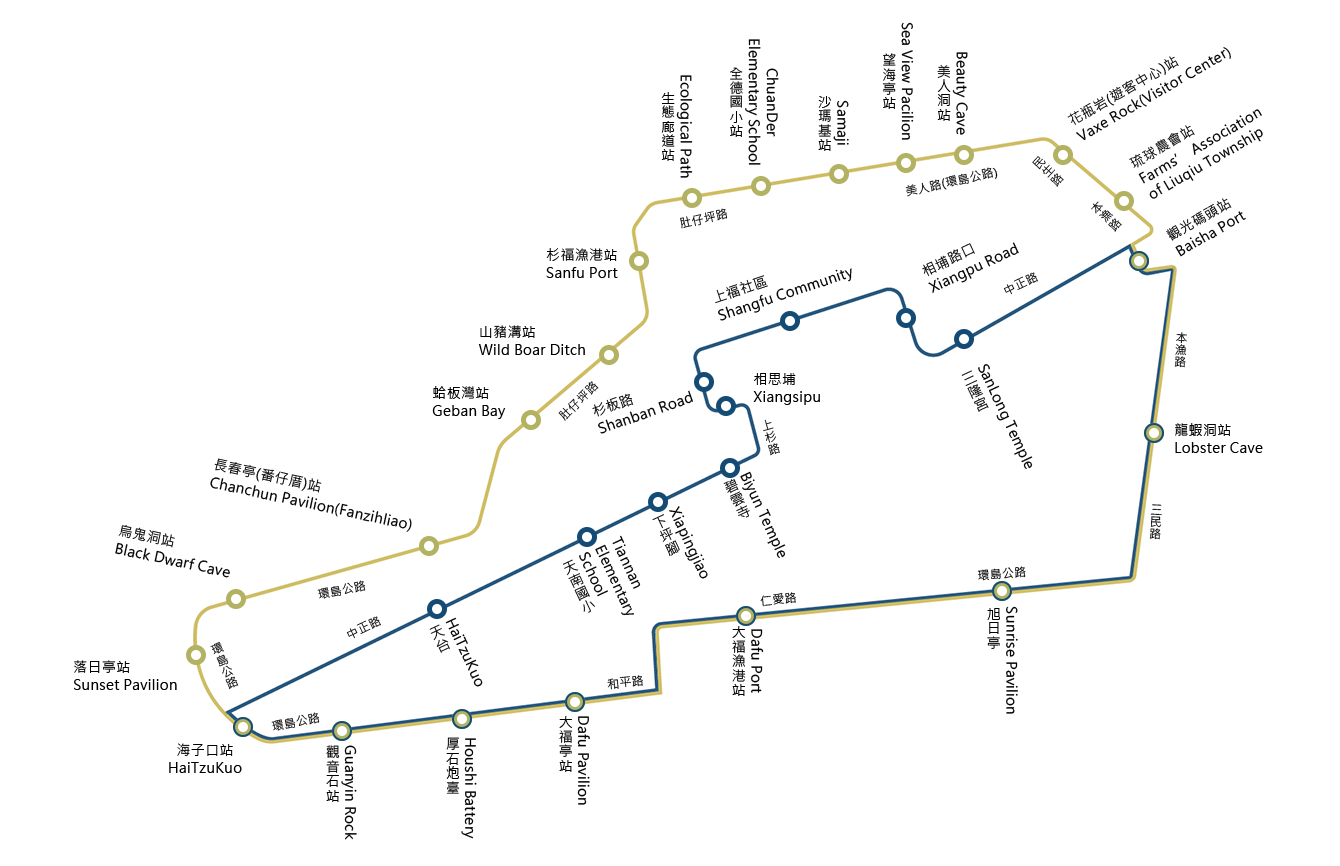 Ecological Path
生態廊道站
ChuanDer
Elementary School
全德國小站
Samaji
沙瑪基站
Sea View Pacilion
望海亭站
Beauty Cave
美人洞站
花瓶岩(遊客中心)站
Vaxe Rock(Visitor Center)
琉球農會站
Farms' Association
of Liuqiu Township
觀光碼頭站
Baisha Port
民生路
本漁路
美人路(環島公路)
肚仔坪路
杉福漁港站
Sanfu Port
上福社區
Shangfu Community
相埔路口
Xiangpu Road
中正路
山豬溝站
Wild Boar Ditch
本漁路
SanLong Temple
三隆宮
蛤板灣站
Geban Bay
肚仔坪路
杉板路
Shanban Road
相思埔
Xiangsipu
上杉路
龍蝦洞站
Lobster Cave
長春亭(番仔厝)站
Chanchun Pavilion(Fanzihliao)
Biyun Temple
碧雲寺
Xiapingjiao
下坪腳
三民路
烏鬼洞站
Black Dwarf Cave
Tiannan
Elementary
School
天南國小
環島公路
環島公路
仁愛路
中正路
HaiTzuKuo
天台
Dafu Port
大福漁港站
Sunrise Pavilion
旭日亭
環島公路
落日亭站
Sunset Pavilion
和平路
環島公路
海子口站
HaiTzuKuo
Guanyin Rock
觀音石站
Houshi Battery
厚石炮臺
Dafu Pavilion
大福亭站